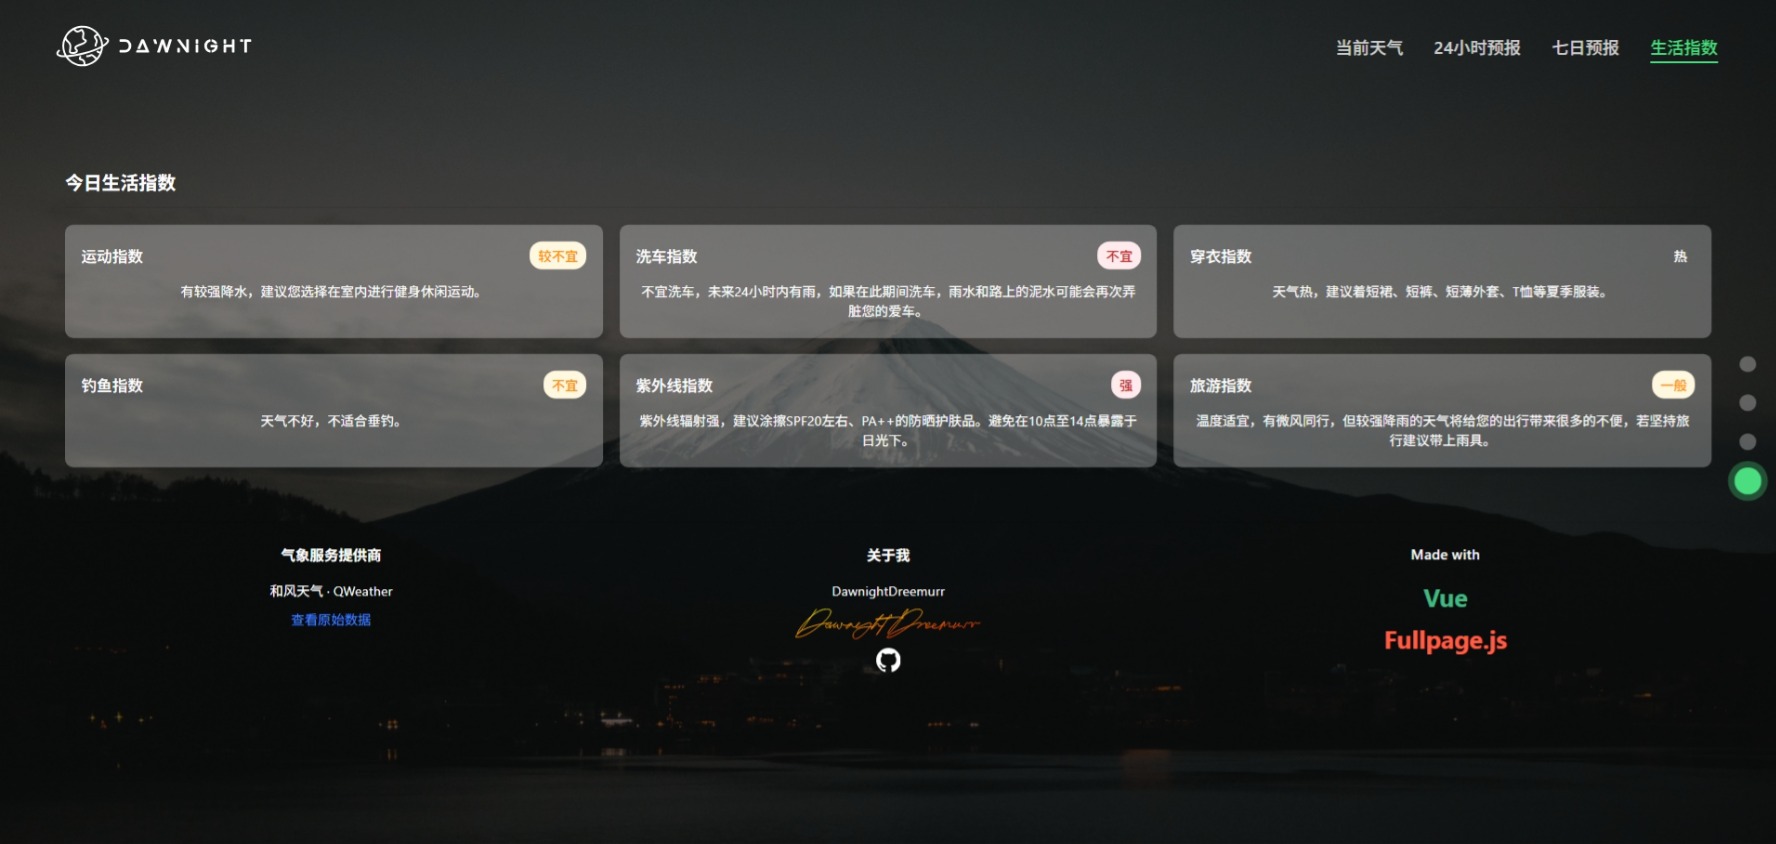 DAWNIGHT
当前天气 24小时预报 七日预报 生活指数
今日生活指数
运动指数 较不宜
有较强降水，建议您选择在室内进行健身休闲运动。
洗车指数 不宜
不宜洗车，未来24小时内有雨，如果在此期间洗车，雨水和路上的泥水可能会再次弄
脏您的爱车。
穿衣指数 热
天气热，建议着短裙、短裤、短薄外套、T恤等夏季服装。
钓鱼指数 不宜
天气不好，不适合垂钓。
紫外线指数 强
紫外线辐射强，建议涂擦SPF20左右、PA++的防晒护肤品。避免在10点至14点暴露于
日光下。
旅游指数 一般
温度适宜，有微风同行，但较强降雨的天气将给您的出行带来很多的不便，若坚持旅
行建议带上雨具。
气象服务提供商
和风天气 · QWeather
查看原始数据
关于我
DawnightDreemurr
Dawnight Dreemurr
Made with
Vue
Fullpage.js